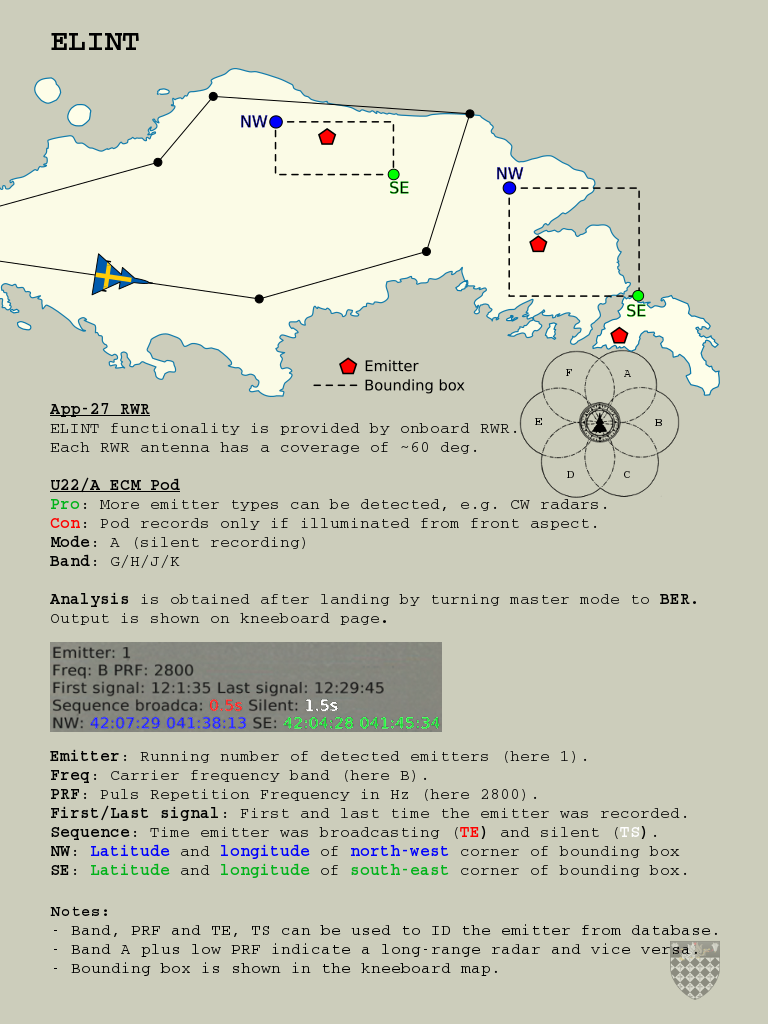 ELINT
NW
SE
NW
SE
Emitter
Bounding box
F
A
E
B
D
C
App-27 RWR
ELINT functionality is provided by onboard RWR.
Each RWR antenna has a coverage of ~60 deg.
U22/A ECM Pod
Pro: More emitter types can be detected, e.g. CW radars.
Con: Pod records only if illuminated from front aspect.
Mode: A (silent recording)
Band: G/H/J/K
Analysis is obtained after landing by turning master mode to BER.
Output is shown on kneeboard page.
Emitter: 1
Freq: B PRF: 2800
First signal: 12:1:35 Last signal: 12:29:45
Sequence broadca: 0.5s Silent: 1.5s
NW: 42:07:29 041:38:13 SE: 42:04:28 041:45:34
Emitter: Running number of detected emitters (here 1).
Freq: Carrier frequency band (here B).
PRF: Puls Repetition Frequency in Hz (here 2800).
First/Last signal: First and last time the emitter was recorded.
Sequence: Time emitter was broadcasting (TE) and silent (TS).
NW: Latitude and longitude of north-west corner of bounding box
SE: Latitude and longitude of south-east corner of bounding box.
Notes:
- Band, PRF and TE, TS can be used to ID the emitter from database.
- Band A plus low PRF indicate a long-range radar and vice versa.
- Bounding box is shown in the kneeboard map.